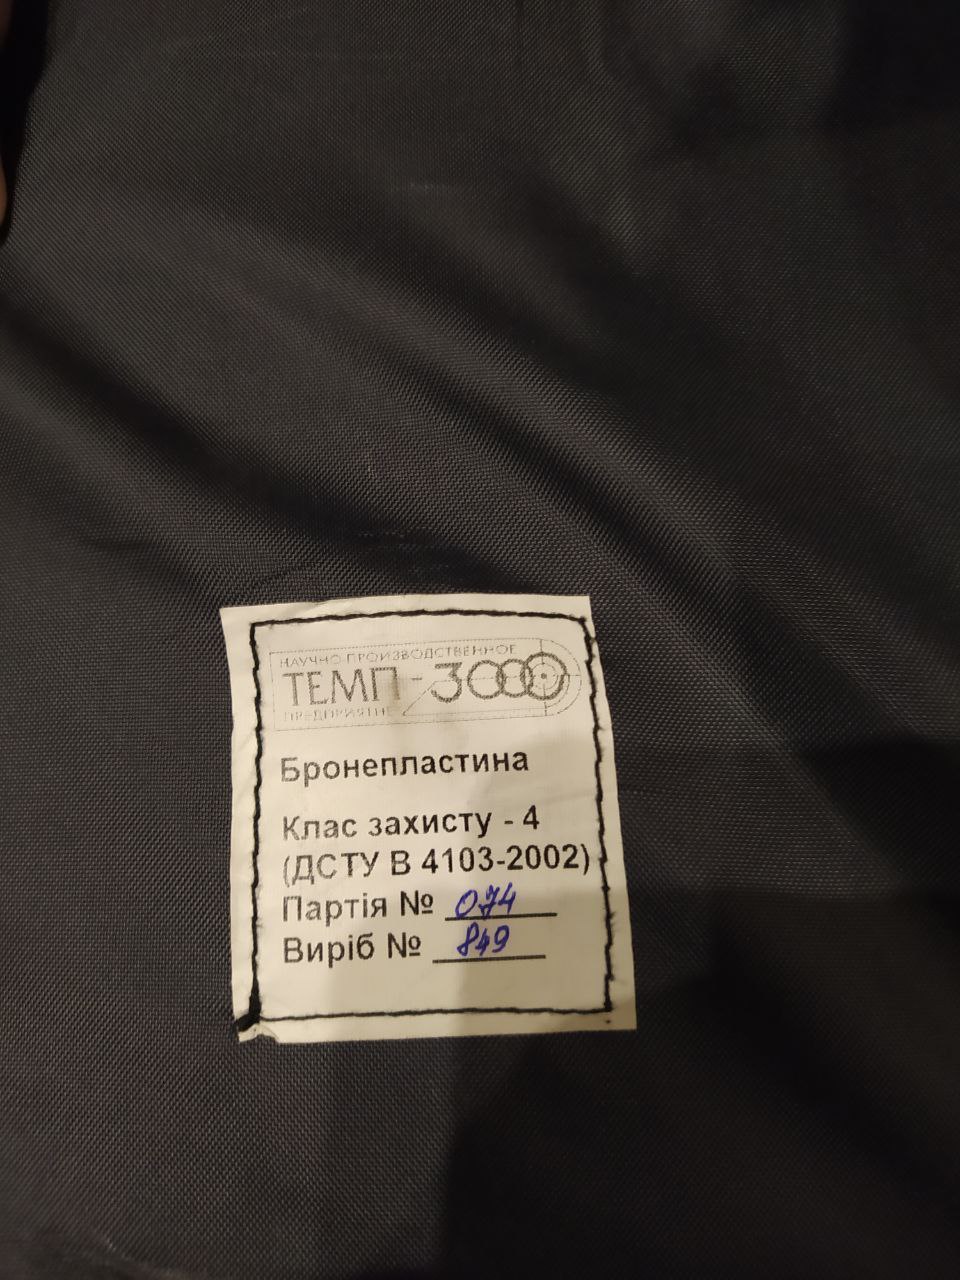 НАУЧНО ПРОИЗВОДСТВЕННОЕ
ТЕМП-3000
ПРЕДПРИЯТИЕ
Бронепластина
Клас захисту - 4
(ДСТУ В 4103-2002)
Партія № 074
Виріб № 849